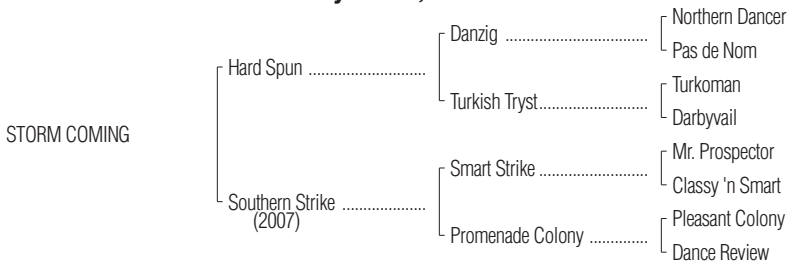 Northern Dancer
Danzig ..................................
Pas de Nom
Hard Spun ...........................
Turkoman
Turkish Tryst.........................
Darbyvail
STORM COMING
Mr. Prospector
Smart Strike .........................
Classy 'n Smart
Southern Strike ...................
(2007)
Pleasant Colony
Promenade Colony ..............
Dance Review